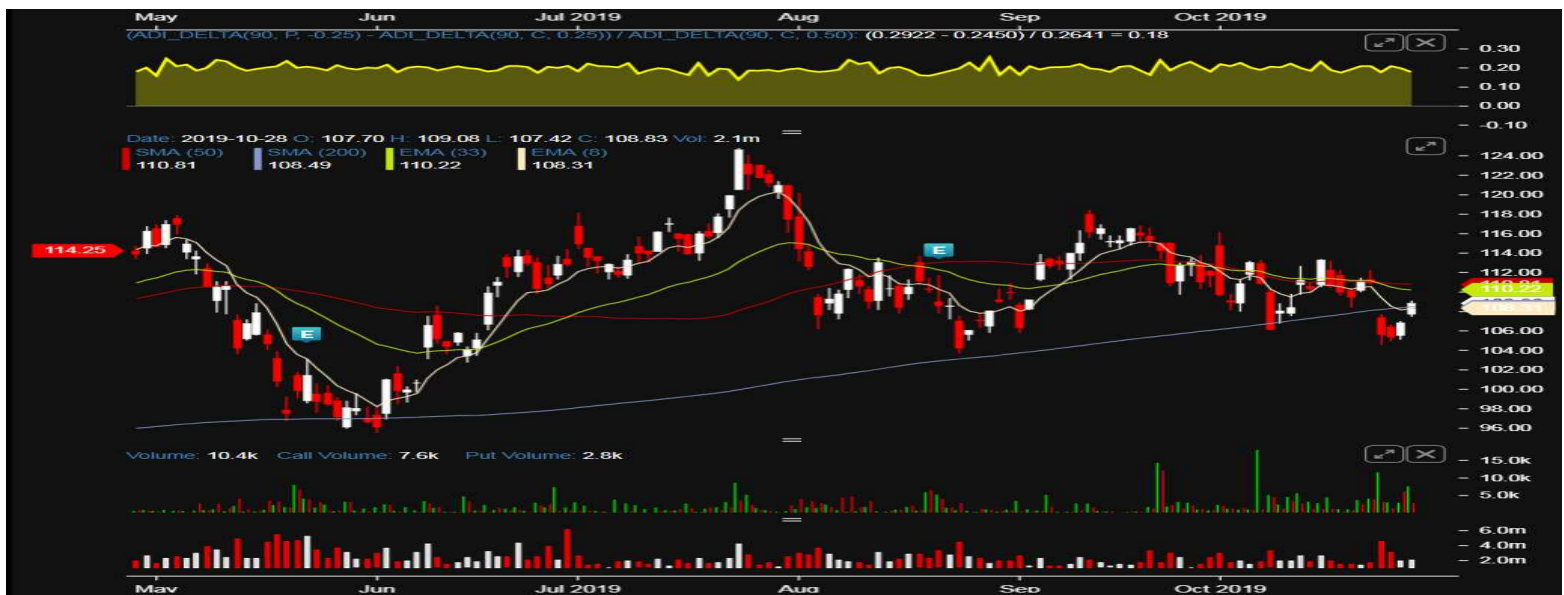 May Jun Jul 2019 Aug Sep Oct 2019
(ADI_DELTA(90, P, -0.25) - ADI_DELTA(90, C, 0.25)) / ADI_DELTA(90, C, 0.50): (0.2922 - 0.2450) / 0.2641 = 0.18
0.30
0.20
0.10
0.00
-0.10
Date: 2019-10-28 O: 107.70 H: 109.08 L: 107.42 C: 108.83 Vol: 2.1m
SMA (50) SMA (200) EMA (33) EMA (8)
110.81 108.49 110.22 108.31
124.00
122.00
120.00
118.00
116.00
114.25
114.00
112.00
110.22
108.31
106.00
104.00
102.00
100.00
98.00
96.00
E
E
Volume: 10.4k Call Volume: 7.6k Put Volume: 2.8k
15.0k
10.0k
5.0k
6.0m
4.0m
2.0m
May Jun Jul 2019 Aug Sep Oct 2019